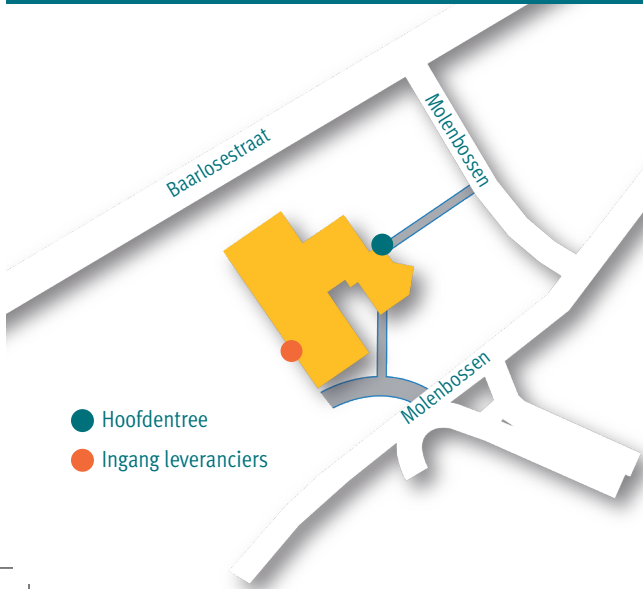 Molenbossen
Baarlosestraat
Molenbossen
Hoofdentree
Ingang leveranciers